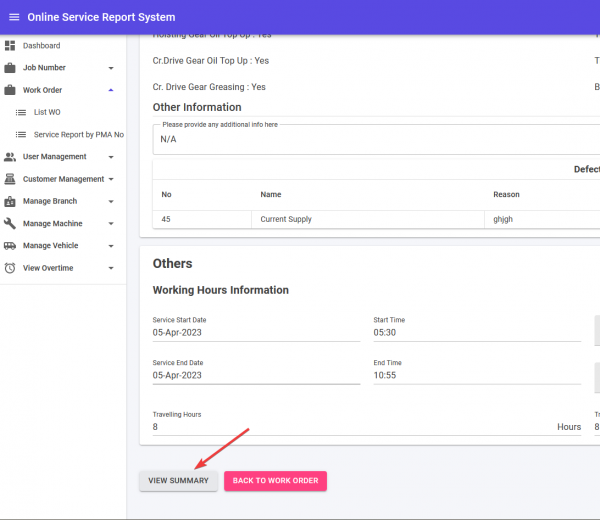 Online Service Report System
Dashboard
Job Number
Work Order
List WO
Service Report by PMA No
User Management
Customer Management
Manage Branch
Manage Machine
Manage Vehicle
View Overtime
Hoisting Gear Oil Top Up : Yes
Cr.Drive Gear Oil Top Up : Yes T
Cr. Drive Gear Greasing : Yes B
Other Information
Please provide any additional info here
N/A
Defect
No Name Reason
45 Current Supply ghjgh
Others
Working Hours Information
Service Start Date Start Time
05-Apr-2023 05:30
Service End Date End Time
05-Apr-2023 10:55
Travelling Hours Tr
8 Hours 8
VIEW SUMMARY BACK TO WORK ORDER